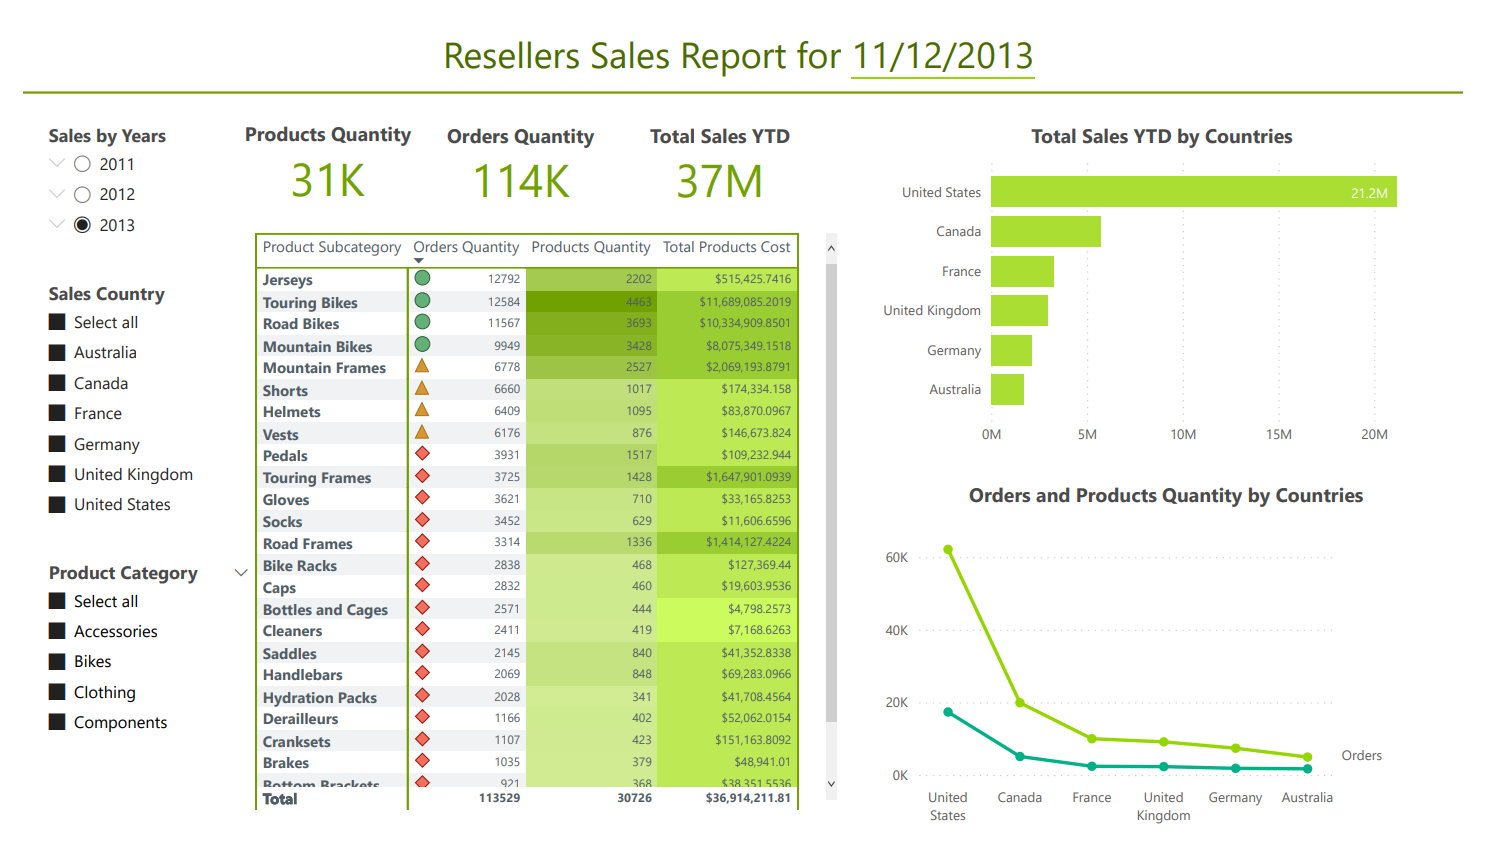 Resellers Sales Report for 11/12/2013
Sales by Years
2011
2012
2013
Sales Country
Select all
Australia
Canada
France
Germany
United Kingdom
United States
Product Category
Select all
Accessories
Bikes
Clothing
Components
Products Quantity
31K
Orders Quantity
114K
Total Sales YTD
37M
Product Subcategory Orders Quantity Products Quantity Total Products Cost
Jerseys 12792 2202 $515,425.7416
Touring Bikes 12584 4463 $11,689,085.2019
Road Bikes 11567 3693 $10,334,909.8501
Mountain Bikes 9949 3428 $8,075,349.1518
Mountain Frames 6778 2527 $2,069,193.8791
Shorts 6660 1017 $174,334.158
Helmets 6409 1095 $83,870.0967
Vests 6176 876 $146,673.824
Pedals 3931 1517 $109,232.944
Touring Frames 3725 1428 $1,647,901.0939
Gloves 3621 710 $33,165.8253
Socks 3452 629 $11,606.6596
Road Frames 3314 1336 $1,414,127.4224
Bike Racks 2838 468 $127,369.44
Caps 2832 460 $19,603.9536
Bottles and Cages 2571 444 $4,798.2573
Cleaners 2411 419 $7,168.6263
Saddles 2145 840 $41,352.8338
Handlebars 2069 848 $69,283.0966
Hydration Packs 2028 341 $41,708.4564
Derailleurs 1166 402 $52,062.0154
Cranksets 1107 423 $151,163.8092
Brakes 1035 379 $48,941.01
Bottom Brackets 921 368 $38,351.5536
Total 113529 30726 $36,914,211.81
Total Sales YTD by Countries
United States 21.2M
Canada
France
United Kingdom
Germany
Australia
0M 5M 10M 15M 20M
Orders and Products Quantity by Countries
60K
40K
20K
0K
Orders
United States
Canada
France
United Kingdom
Germany
Australia